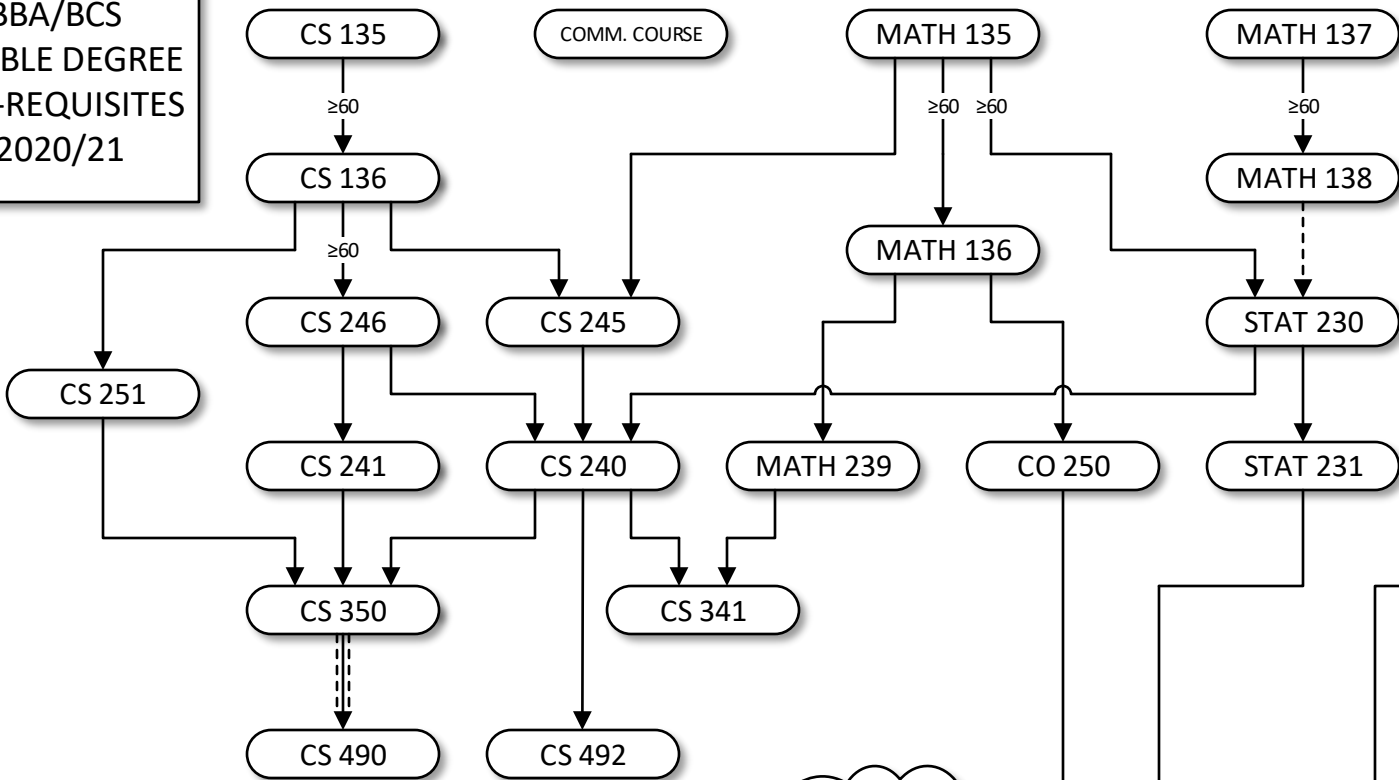 BBA/BCS
BLE DEGREE
-REQUISITES
2020/21
CS 135
COMM. COURSE
MATH 135
MATH 137
≥60
≥60
≥60
≥60
CS 136
MATH 138
≥60
MATH 136
CS 246
CS 245
STAT 230
CS 251
CS 241
CS 240
MATH 239
CO 250
STAT 231
CS 350
CS 341
CS 490
CS 492